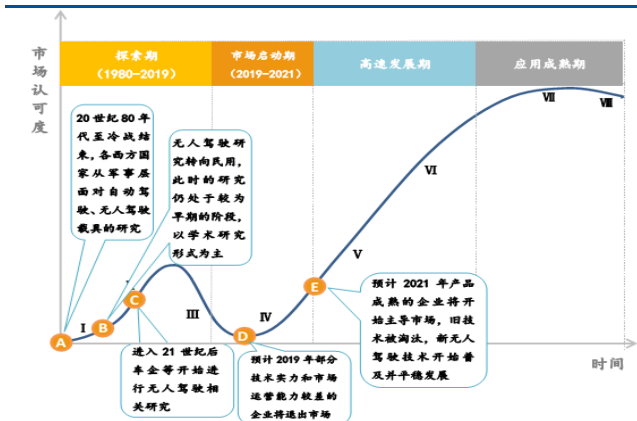 市场认可度
探索期
（1980-2019）
市场启动期
（2019-2021）
高速发展期
应用成熟期
20世纪80年
代至冷战结
束，各西方国
家从军事层
面对自动驾
驶、无人驾驶
载具的研究
无人驾驶研
究转向民用，
此时的研究
仍处于较为
早期的阶段，
以学术研究
形式为主
I
III
IV
V
VI
VII
VIII
A
B
C
D
E
进入21世纪后
车企等开始进
行无人驾驶相
关研究
预计2019年部分
技术实力和市场
运营能力较差的
企业将退出市场
预计2021年产品
成熟的企业将开
始主导市场，旧技
术被淘汰，新无人
驾驶技术开始普
及并平稳发展
时间